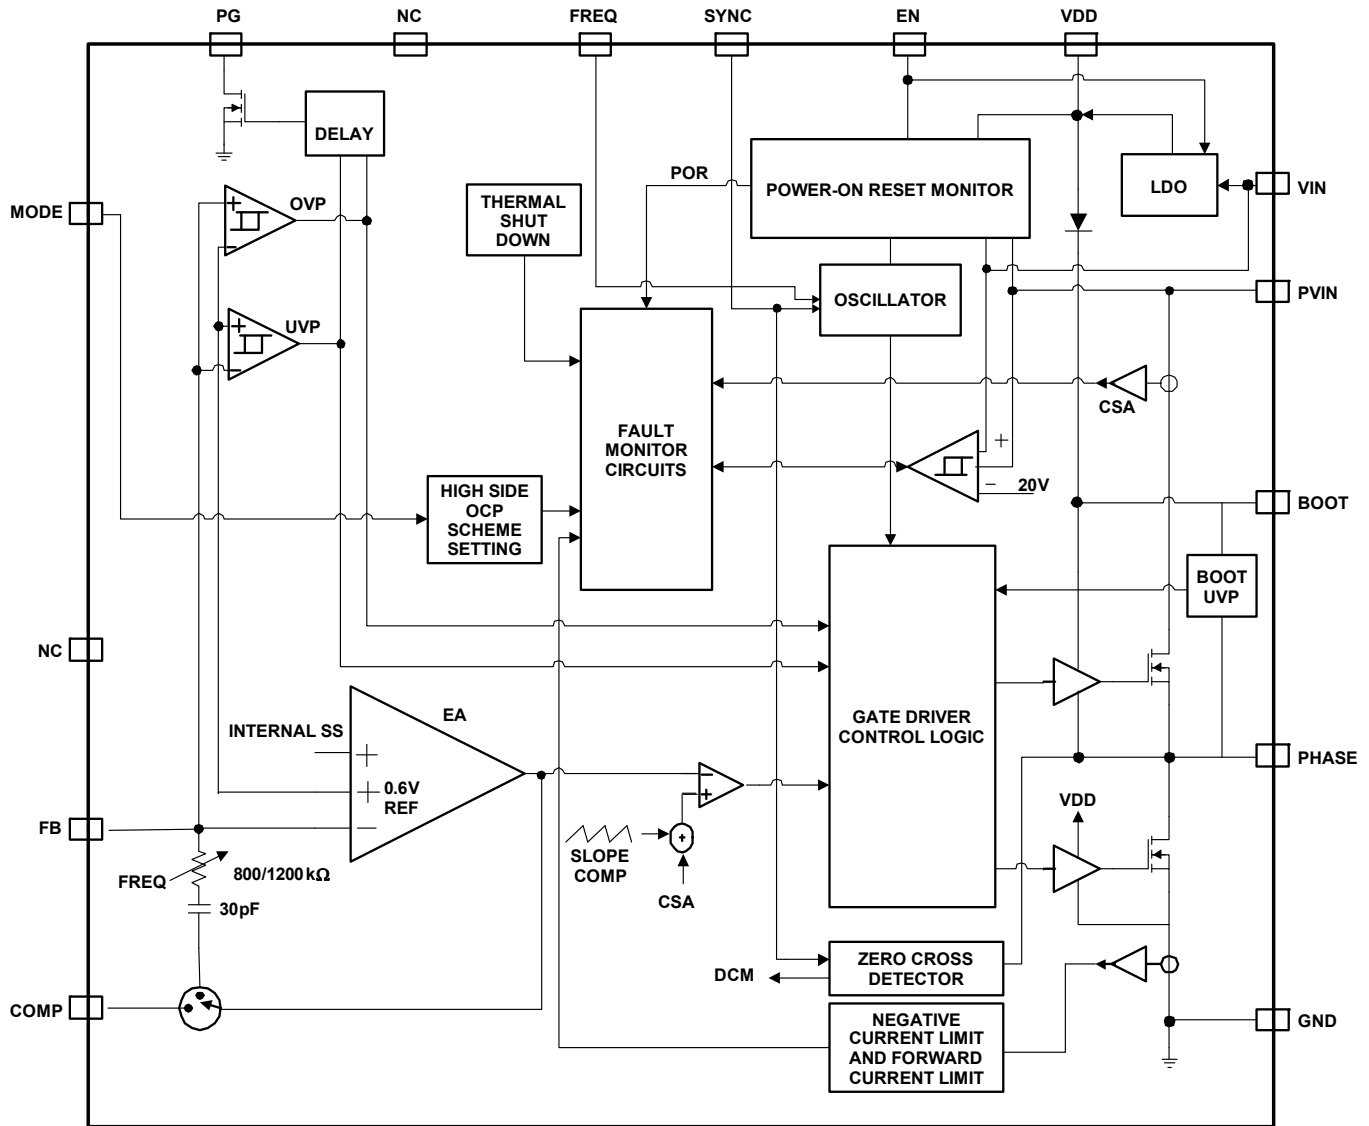 PG
NC
FREQ
SYNC
EN
VDD
DELAY
POR
POWER-ON RESET MONITOR
LDO
VIN
MODE
OVP
THERMAL
SHUT
DOWN
OSCILLATOR
PVIN
UVP
CSA
FAULT
MONITOR
CIRCUITS
20V
HIGH SIDE
OCP
SCHEME
SETTING
BOOT
BOOT
UVP
NC
GATE DRIVER
CONTROL LOGIC
EA
INTERNAL SS
0.6V
REF
PHASE
FB
VDD
SLOPE
COMP
CSA
FREQ
800/1200kΩ
30pF
COMP
DCM
ZERO CROSS
DETECTOR
NEGATIVE
CURRENT LIMIT
AND FORWARD
CURRENT LIMIT
GND